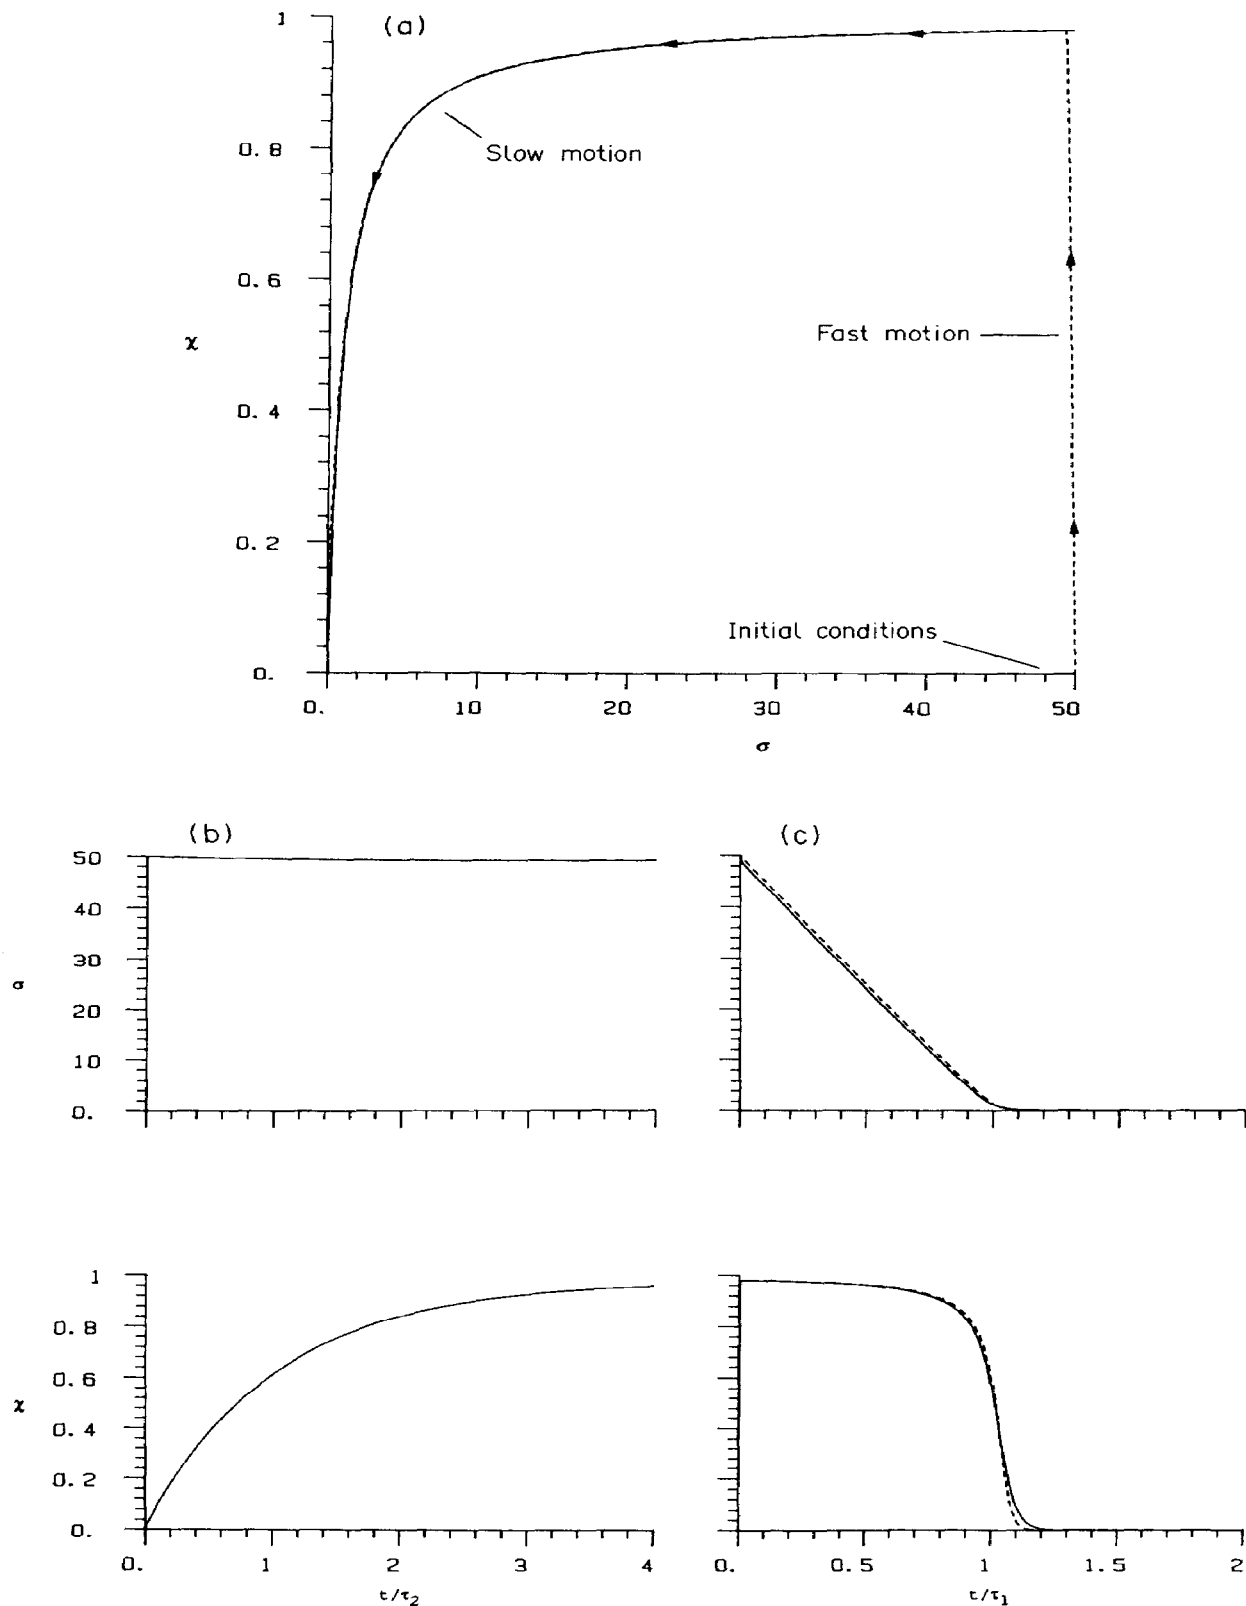 (a)
1
0.8
0.6
0.4
0.2
0.
χ
Slow motion
Fast motion
Initial conditions
0. 10 20 30 40 50
σ
(b)
50
40
30
20
10
0.
σ
(c)
1
0.8
0.6
0.4
0.2
0.
χ
0. 1 2 3 4
t/τ2
0. 0.5 1 1.5 2
t/τ1